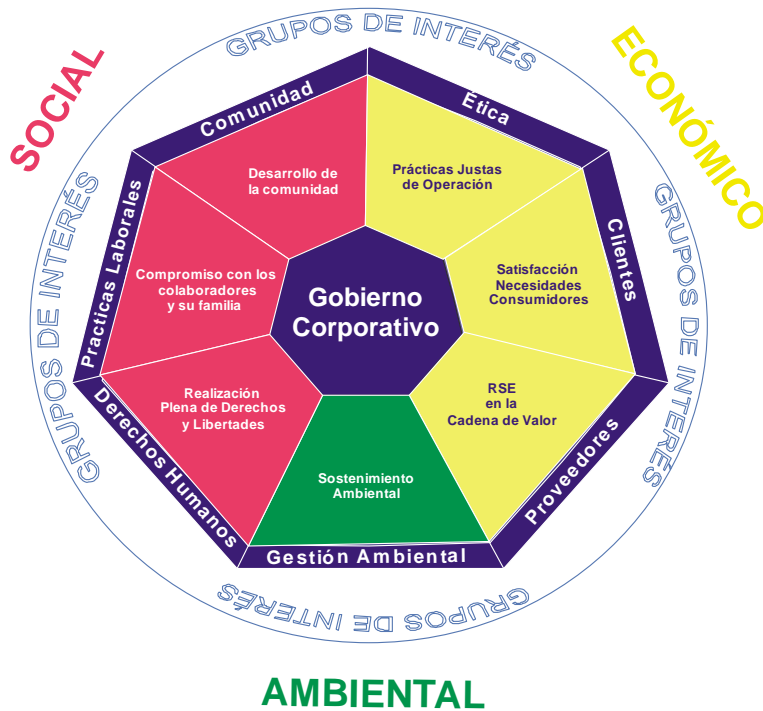 GRUPOS DE INTERÉS
SOCIAL
ECONÓMICO
Comunidad
Ética
Desarrollo de
la comunidad
Prácticas Justas
de Operación
GRUPOS DE INTERÉS
GRUPOS DE INTERÉS
Practicas Laborales
Clientes
Compromiso con los
colaboradores
y su familia
Satisfacción
Necesidades
Consumidores
Gobierno
Corporativo
Realización
Plena de Derechos
y Libertades
RSE
en la
Cadena de Valor
Derechos Humanos
Proveedores
Sostenimiento
Ambiental
Gestión Ambiental
GRUPOS DE INTERÉS
AMBIENTAL